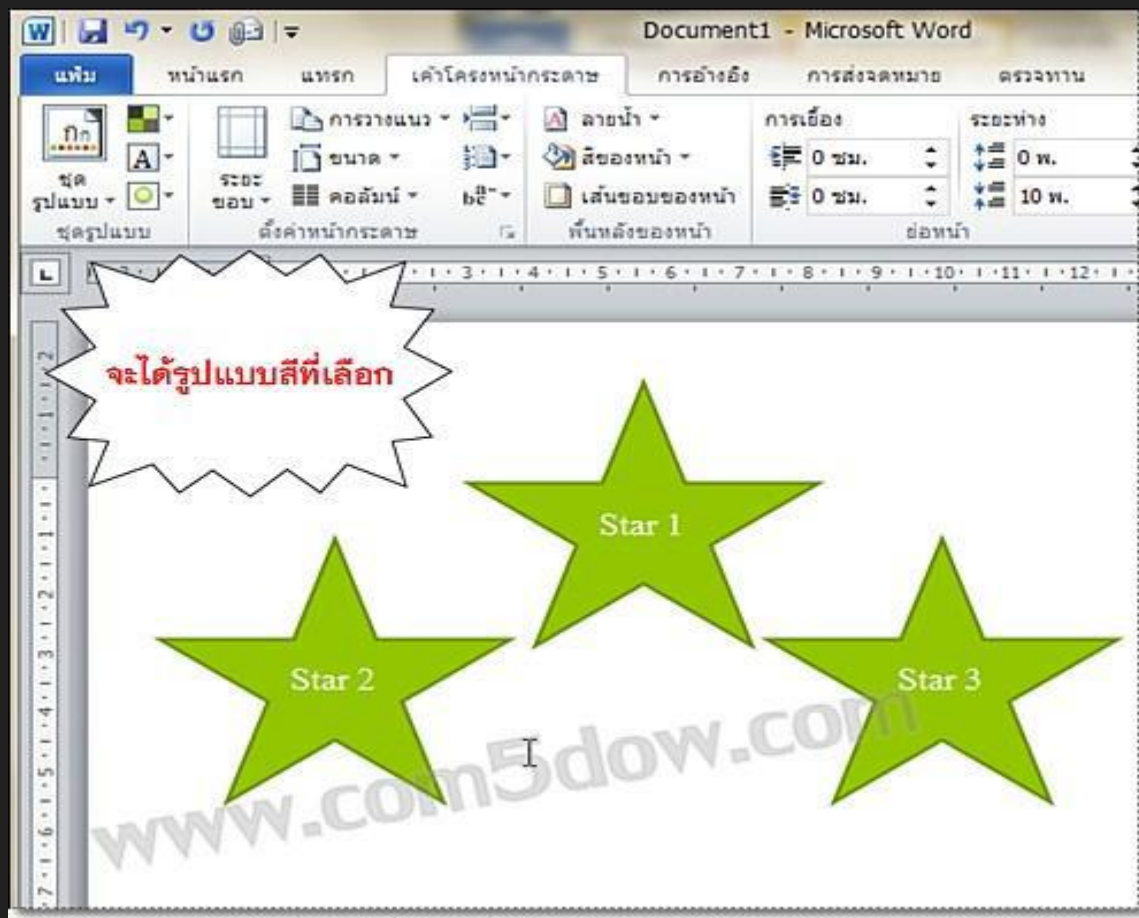 Document1 - Microsoft Word
แฟ้ม หน้าแรก แทรก เค้าโครงหน้ากระดาษ การอ้างอิง การส่งจดหมาย ตรวจทาน
การวางแนว ลายน้ำ การเยื้อง ระยะห่าง
ขนาด สีของหน้า 0 ซม. 0 พ.
ชุดรูปแบบ ระยะขอบ คอลัมน์ เส้นขอบของหน้า 0 ซม. 10 พ.
ชุดรูปแบบ ตั้งค่าหน้ากระดาษ พื้นหลังของหน้า ย่อหน้า
3 4 5 6 7 8 9 10 11 12
จะได้รูปแบบสีที่เลือก
Star 1
Star 2
Star 3
www.com5dow.com